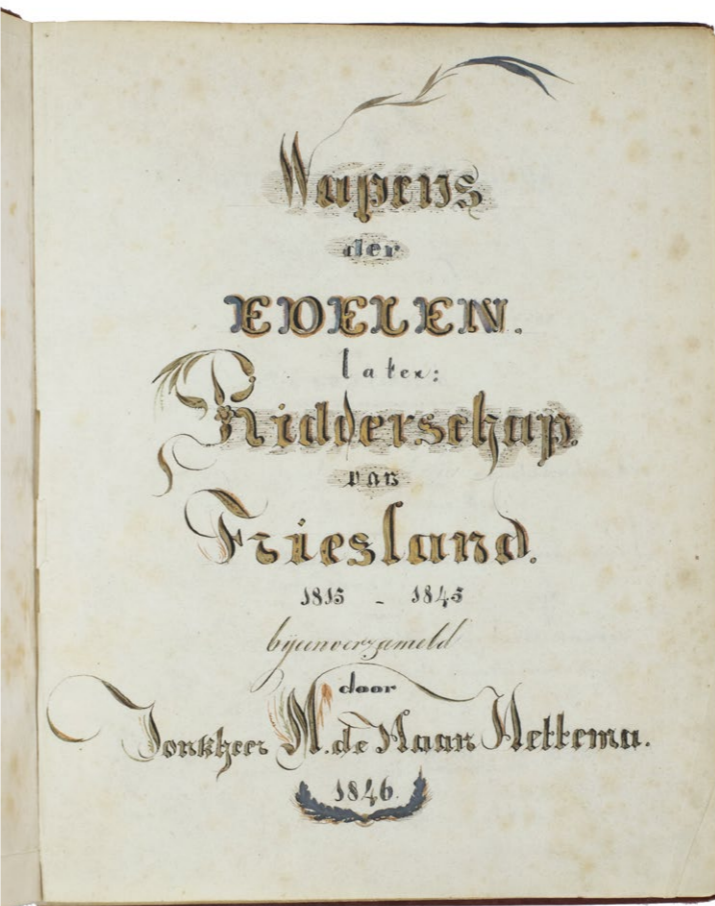 Wapens
der
EDELEN.
later:
Ridderschap.
van
Friesland.
1815 - 1845
bijeenverzameld
door
Jonkheer M. de Haan Hettema.
1846.